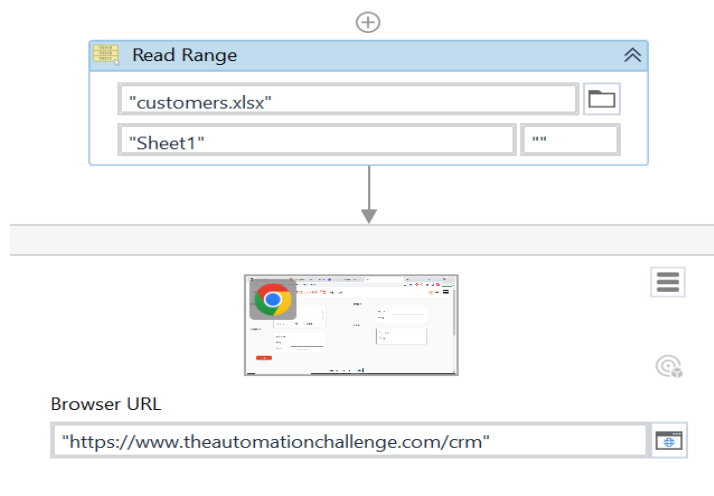 Read Range
"customers.xlsx"
"Sheet1" ""
Browser URL
"https://www.theautomationchallenge.com/crm"